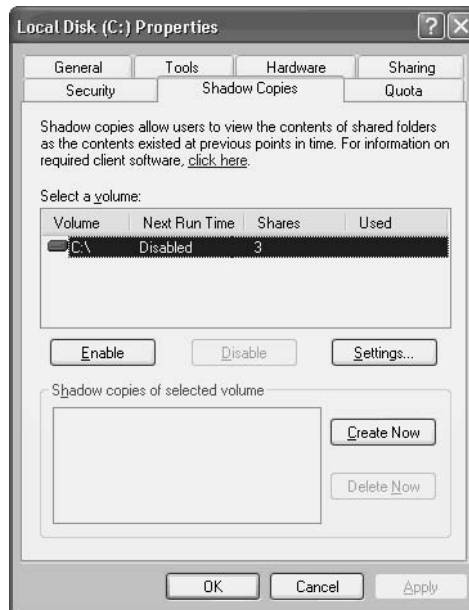 Local Disk (C:) Properties
General Tools Hardware Sharing
Security Shadow Copies Quota
Shadow copies allow users to view the contents of shared folders
as the contents existed at previous points in time. For information on
required client software, click here.
Select a volume:
Volume Next Run Time Shares Used
C:\ Disabled 3
Enable Disable Settings...
Shadow copies of selected volume
Create Now
Delete Now
OK Cancel Apply